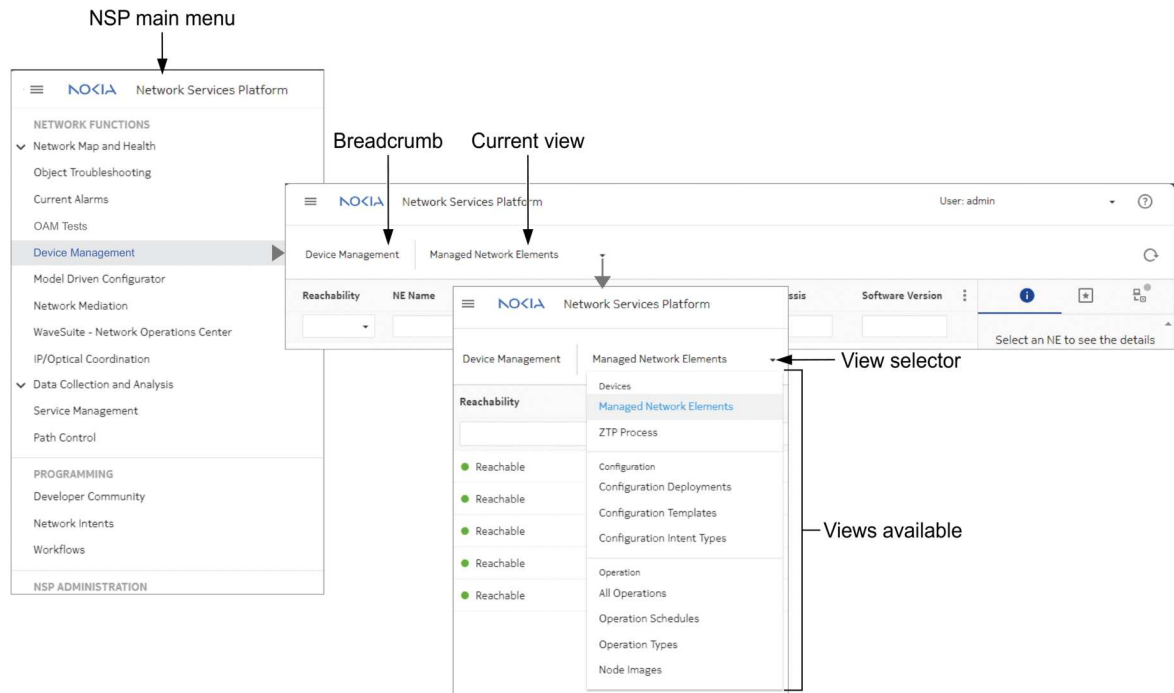 NSP main menu
NOKIA Network Services Platform
NETWORK FUNCTIONS
Network Map and Health
Object Troubleshooting
Current Alarms
OAM Tests
Device Management
Model Driven Configurator
Network Mediation
WaveSuite - Network Operations Center
IP/Optical Coordination
Data Collection and Analysis
Service Management
Path Control
PROGRAMMING
Developer Community
Network Intents
Workflows
NSP ADMINISTRATION
Breadcrumb
Current view
NOKIA Network Services Platform User: admin ?
Device Management Managed Network Elements
Reachability NE Name ssis Software Version
Select an NE to see the details
NOKIA Network Services Platform
Device Management Managed Network Elements
View selector
Reachability
Reachable
Reachable
Reachable
Reachable
Reachable
Devices
Managed Network Elements
ZTP Process
Configuration
Configuration Deployments
Configuration Templates
Configuration Intent Types
Operation
All Operations
Operation Schedules
Operation Types
Node Images
Views available